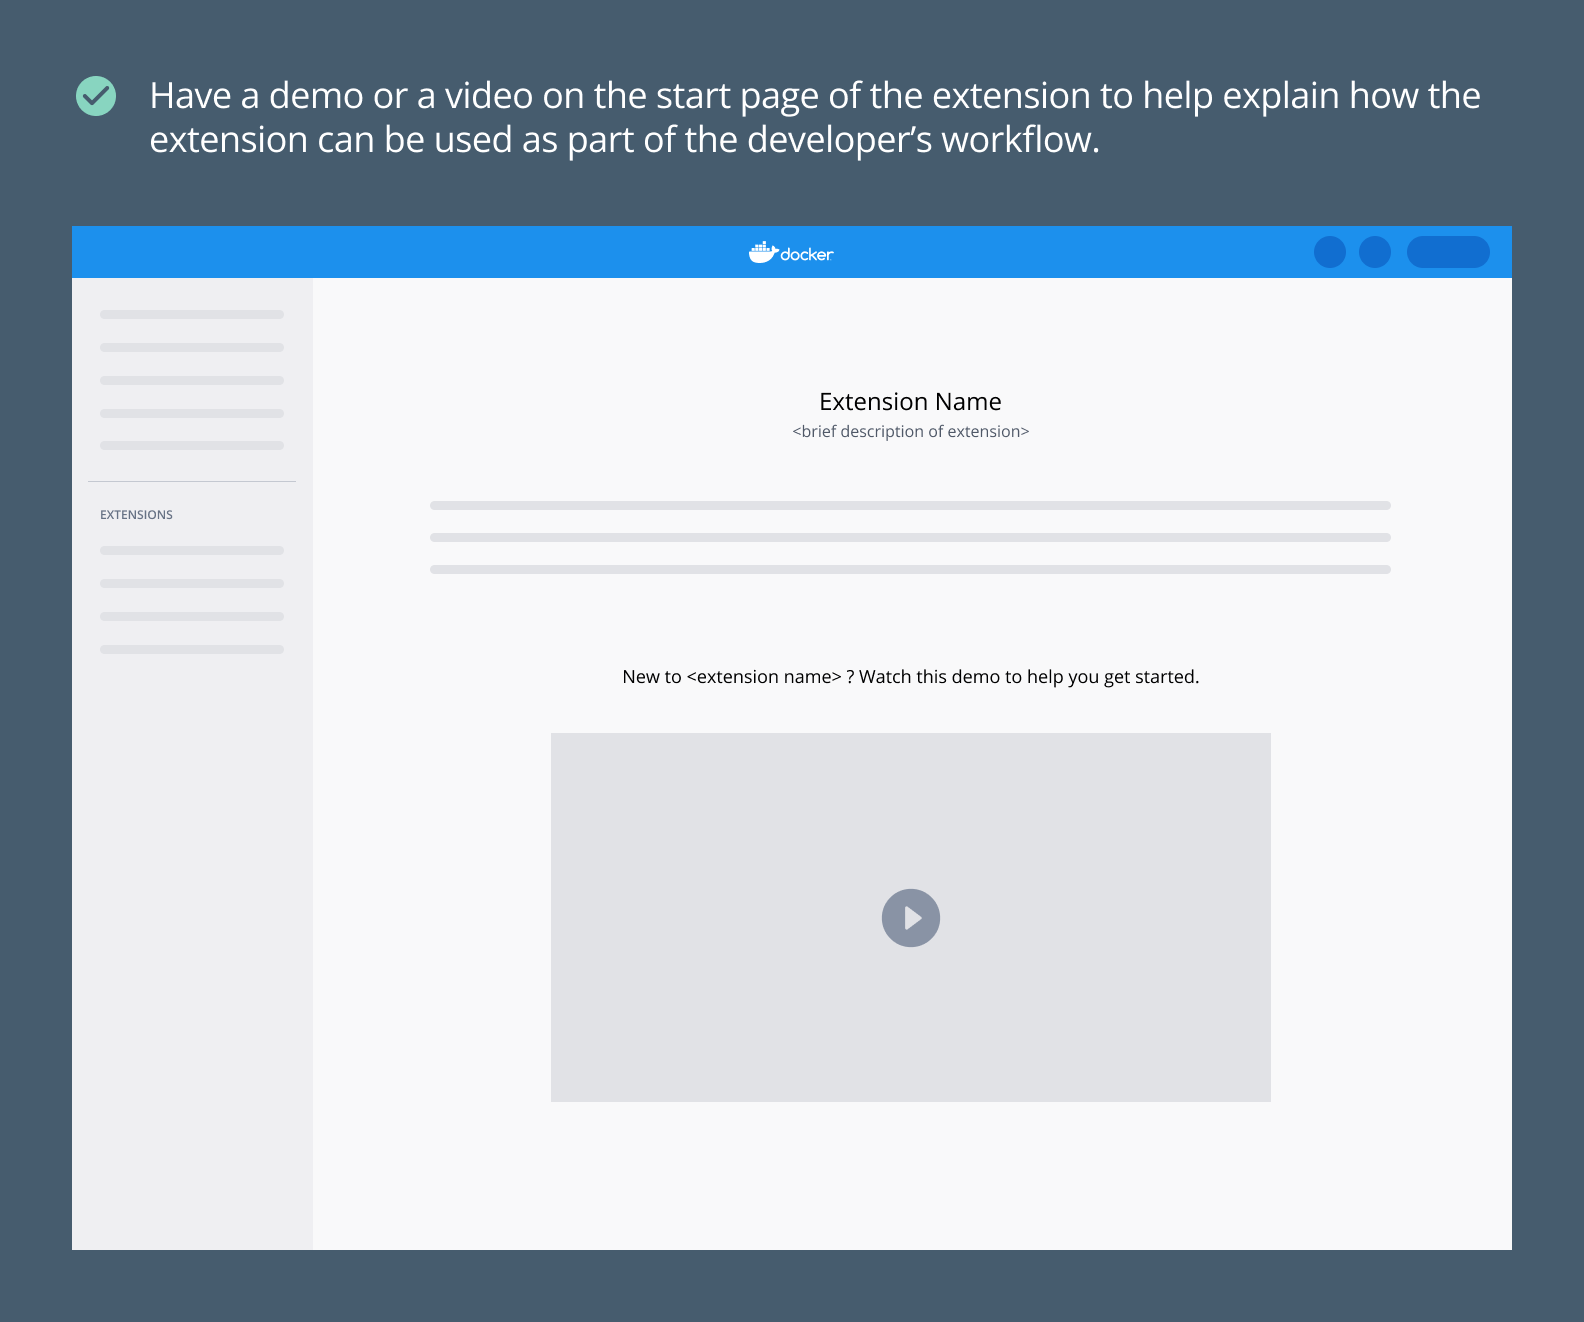 Have a demo or a video on the start page of the extension to help explain how the
extension can be used as part of the developer’s workflow.
docker
Extension Name
<brief description of extension>
EXTENSIONS
New to <extension name> ? Watch this demo to help you get started.